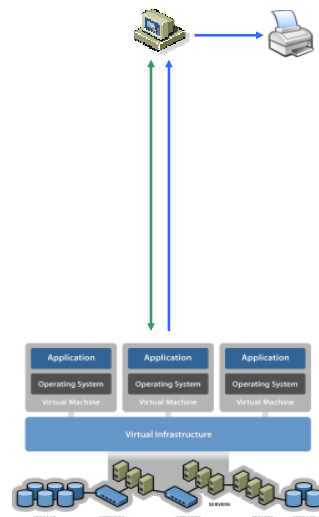 Application Application Application
Operating System Operating System Operating System
Virtual Machine Virtual Machine Virtual Machine
Virtual Infrastructure
SERVERS